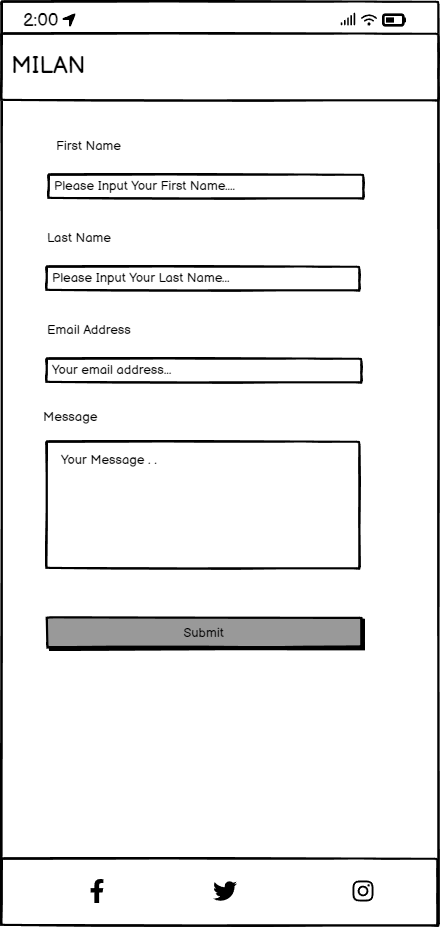 2:00
MILAN
First Name
Please Input Your First Name....
Last Name
Please Input Your Last Name...
Email Address
Your email address...
Message
Your Message . .
Submit